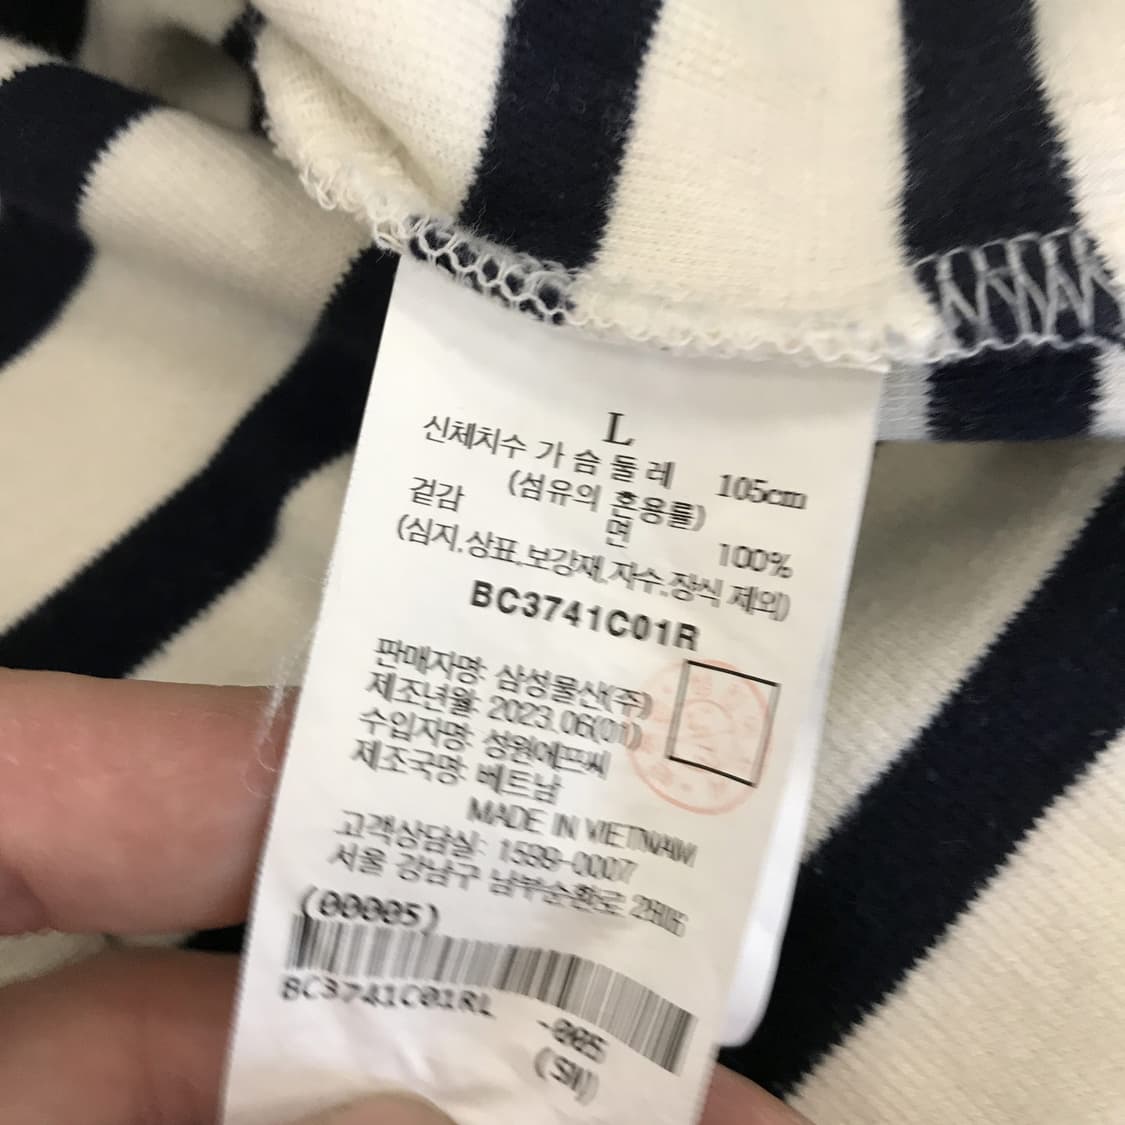 L
신체치수 가 슴 둘 레 105cm
(섬유의 혼용률)
겉감 면 100%
(심지,상표,보강재,자수,장식 제외)
BC3741C01R
판매자명: 삼성물산(주)
제조년월: 2023.06(01)
수입자명: 성원에프씨
제조국명: 베트남
MADE IN VIETNAM
고객상담실: 1599-0007
서울 강남구 남부순환로 2806
(00005)
BC3741C01RL -005
(SW)